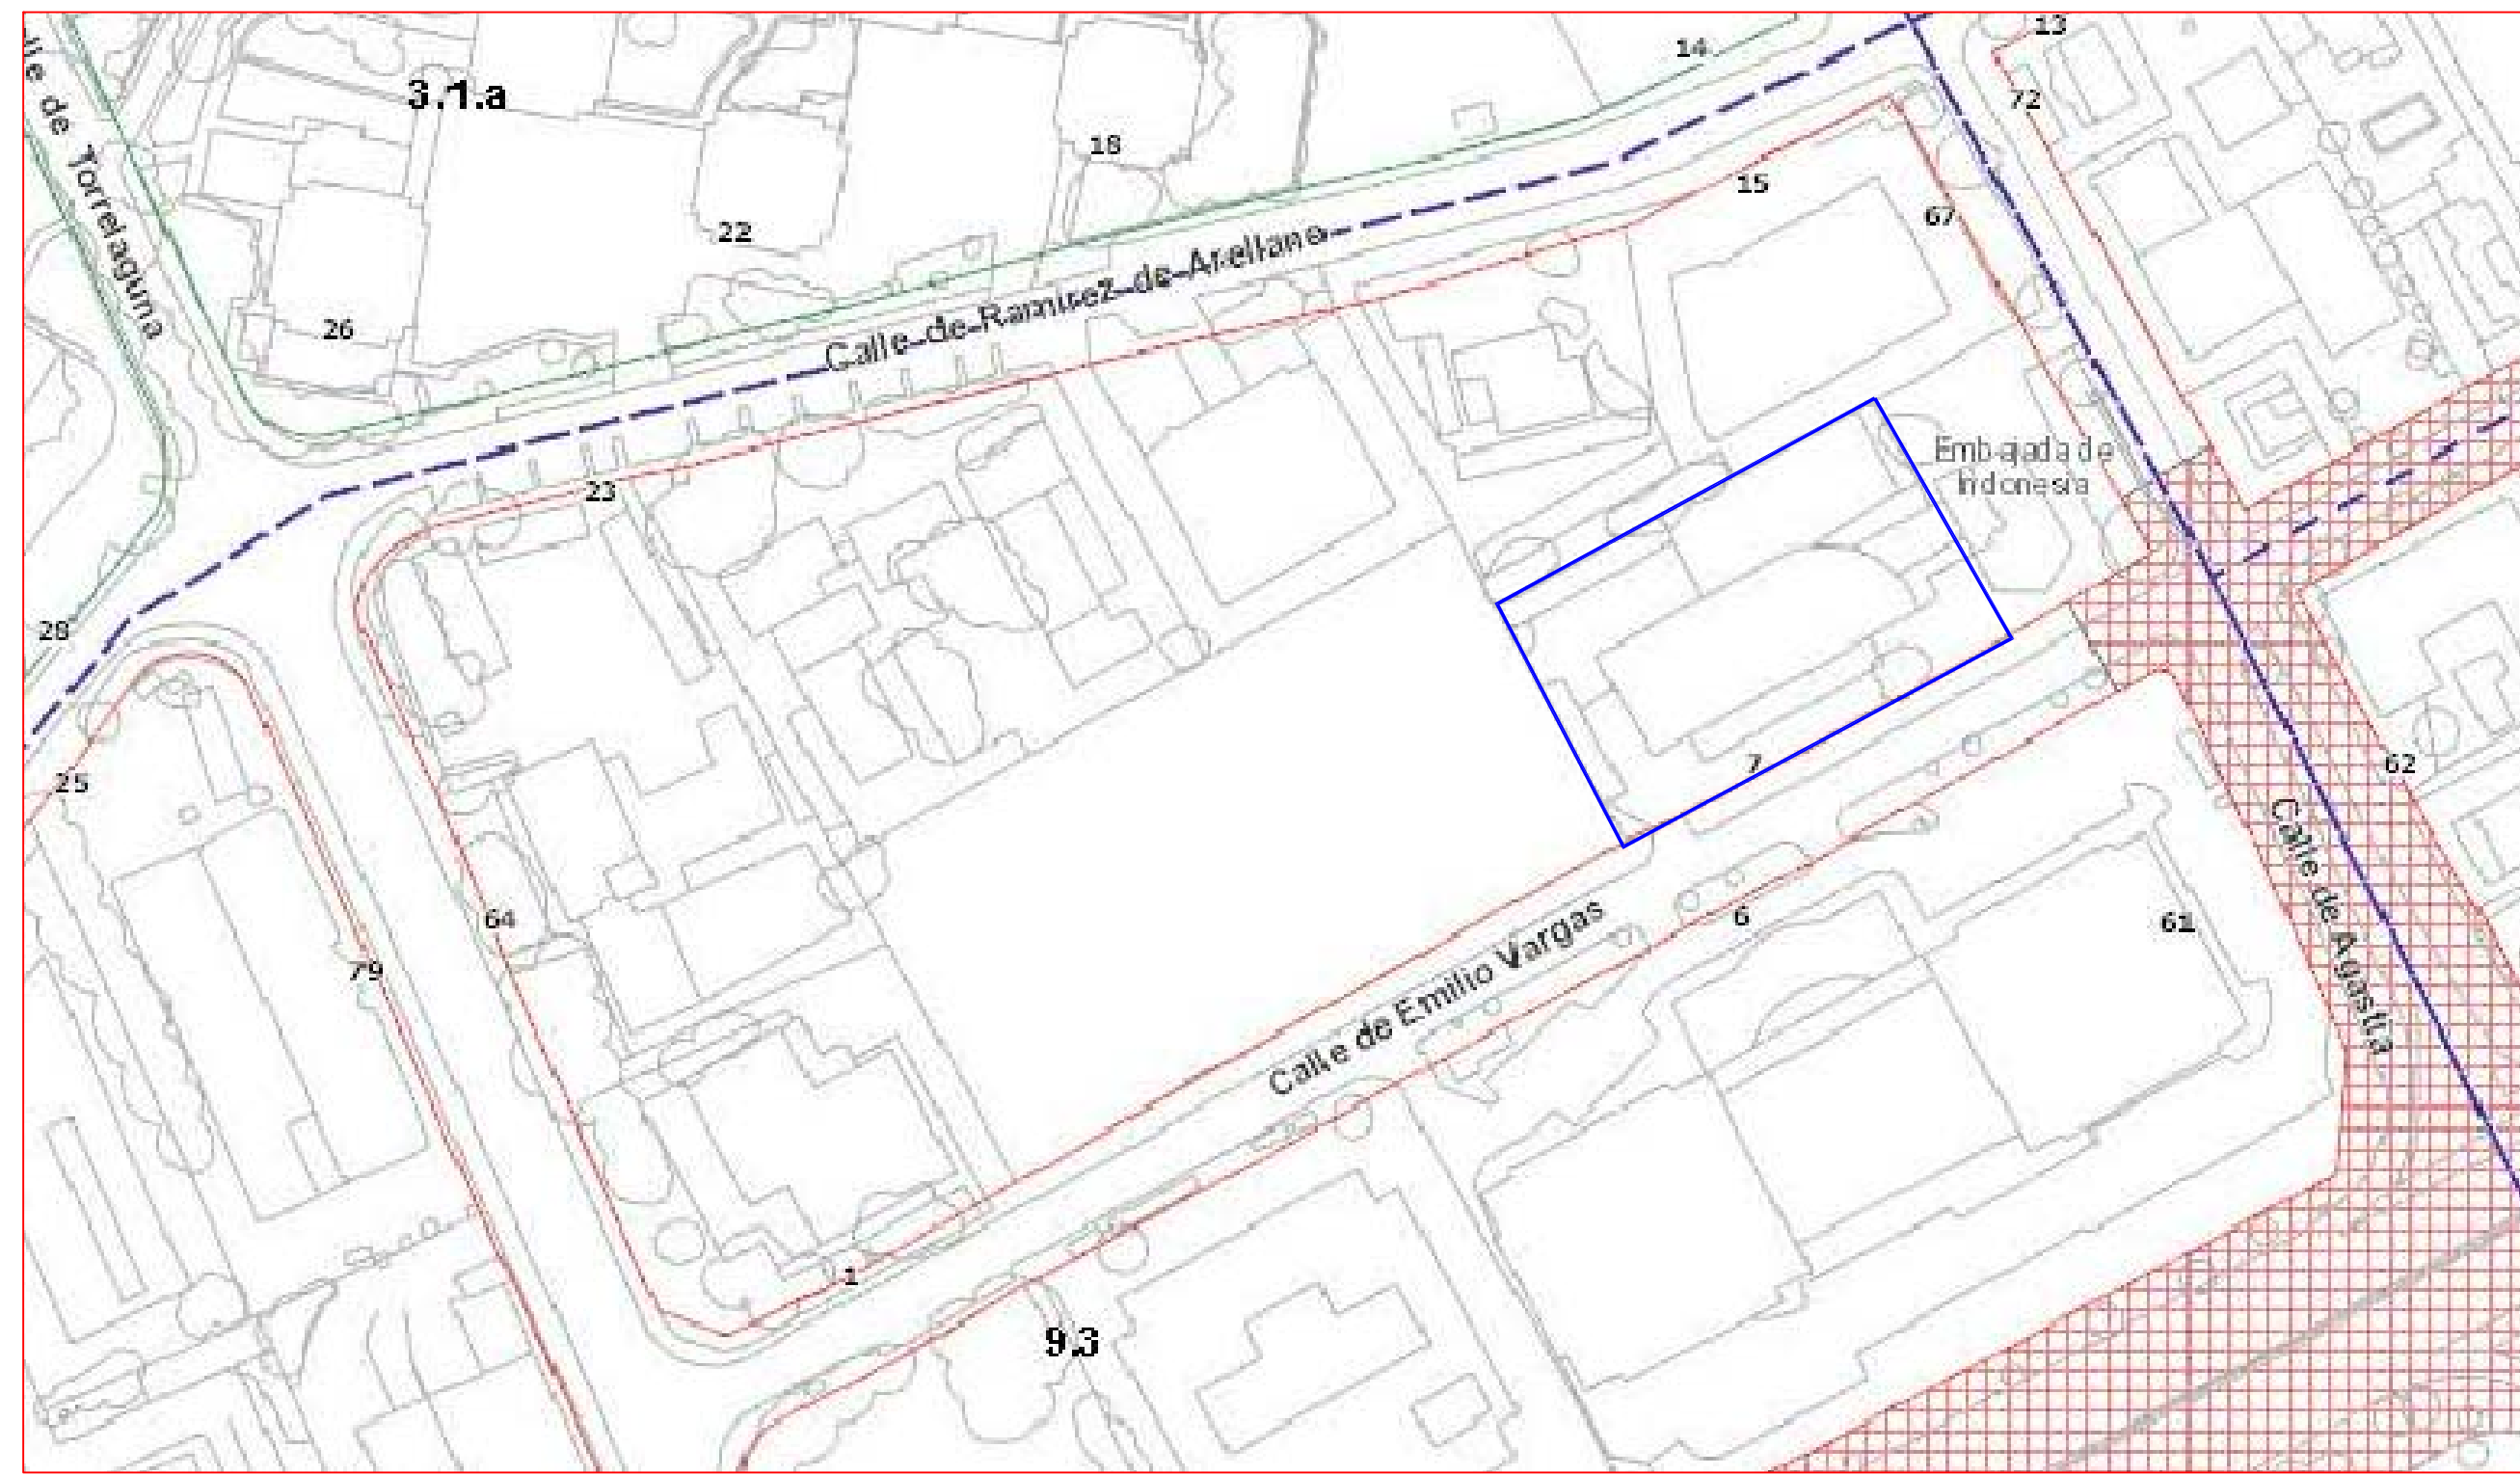 13
14
3.1.a
72
18
15
67
22
Calle de Ramirez de Arellano
Calle de Torrelaguna
26
Embajada de
Indonesia
23
28
7
62
25
Calle de Agastia
6
61
64
Calle de Emilio Vargas
79
1
9.3